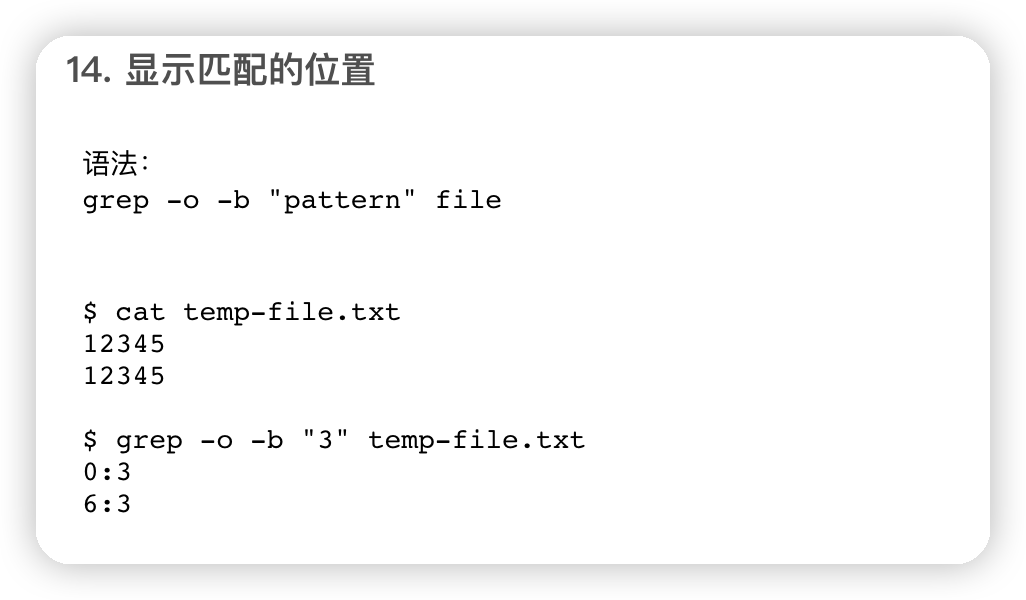 14. 显示匹配的位置
语法：
grep -o -b "pattern" file
$ cat temp-file.txt
12345
12345
$ grep -o -b "3" temp-file.txt
0:3
6:3